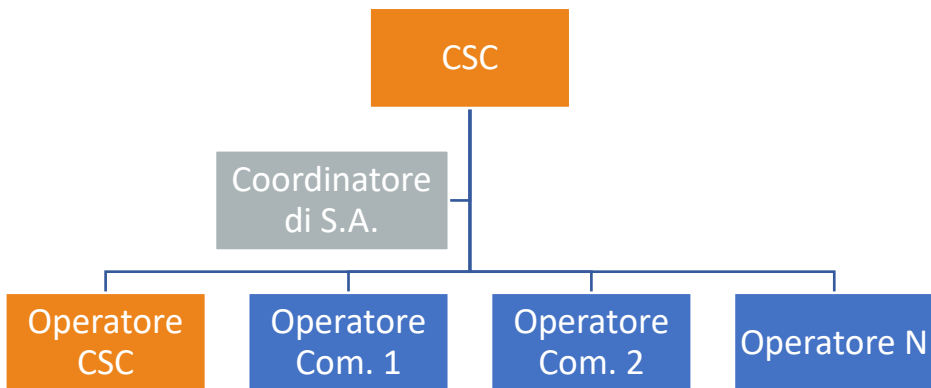 CSC
Coordinatore
di S.A.
Operatore
CSC
Operatore
Com. 1
Operatore
Com. 2
Operatore N